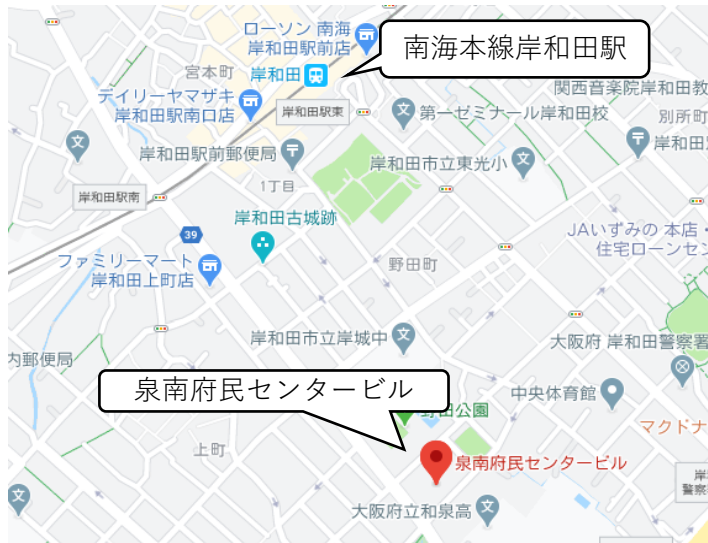 ローソン 南海
岸和田駅前店
南海本線岸和田駅
宮本町
岸和田
デイリーヤマザキ
岸和田駅南口店
岸和田駅東
関西音楽院岸和田教
第一ゼミナール岸和田校
別所町
岸和田駅前郵便局
岸和田市立東光小
岸和田
1丁目
岸和田駅南
岸和田古城跡
39
JAいずみの 本店・
住宅ローンセン
ファミリーマート
岸和田上町店
野田町
岸和田市立岸城中
大阪府 岸和田警察署
内郵便局
泉南府民センタービル
中央体育館
野田公園
マクドナ
上町
泉南府民センタービル
岸
警察
大阪府立和泉高